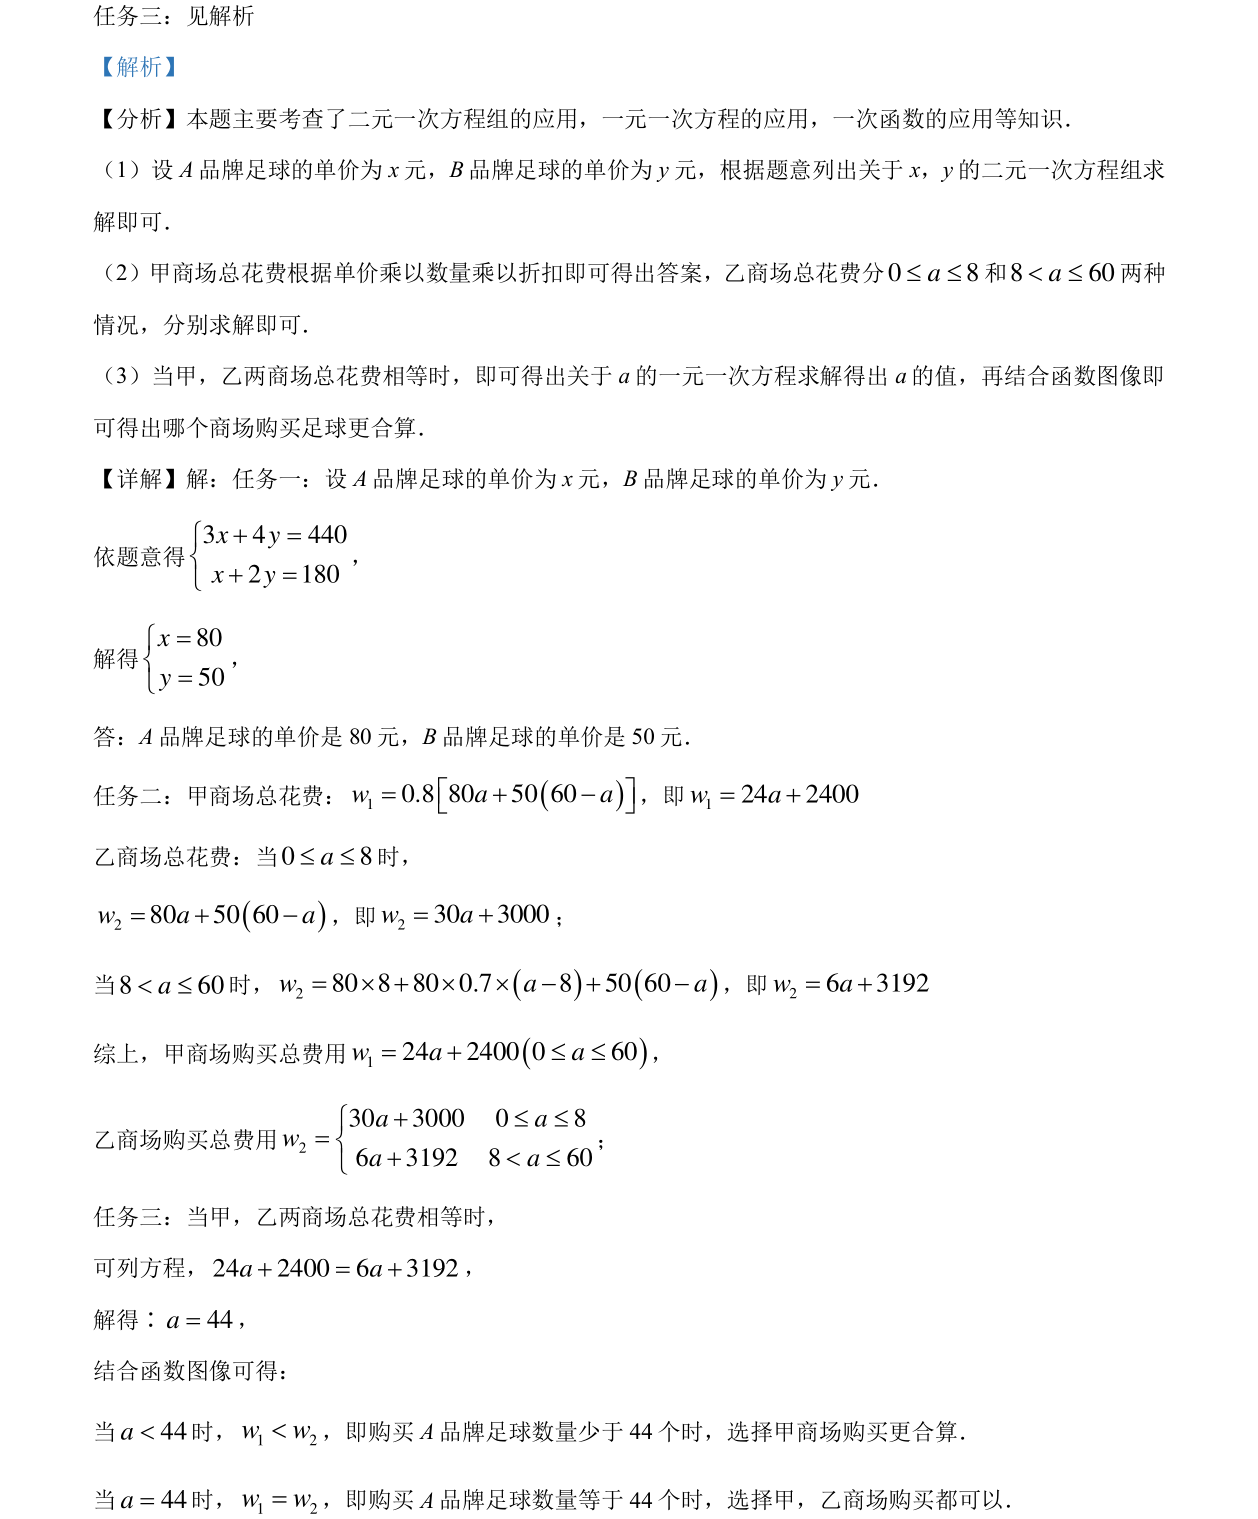 任务三：见解析
【解析】
【分析】本题主要考查了二元一次方程组的应用，一元一次方程的应用，一次函数的应用等知识．
（1）设 A 品牌足球的单价为 x 元，B 品牌足球的单价为 y 元，根据题意列出关于 x，y 的二元一次方程组求
解即可．
（2）甲商场总花费根据单价乘以数量乘以折扣即可得出答案，乙商场总花费分 0 ≤ a ≤ 8 和 8 < a ≤ 60 两种
情况，分别求解即可．
（3）当甲，乙两商场总花费相等时，即可得出关于 a 的一元一次方程求解得出 a 的值，再结合函数图像即
可得出哪个商场购买足球更合算．
【详解】解：任务一：设 A 品牌足球的单价为 x 元，B 品牌足球的单价为 y 元．
依题意得 { 3x + 4y = 440
x + 2y = 180 ，
解得 { x = 80
y = 50 ，
答：A 品牌足球的单价是 80 元，B 品牌足球的单价是 50 元．
任务二：甲商场总花费： w₁ = 0.8[80a + 50(60 − a)]，即 w₁ = 24a + 2400
乙商场总花费：当 0 ≤ a ≤ 8 时，
w₂ = 80a + 50(60 − a)，即 w₂ = 30a + 3000；
当 8 < a ≤ 60 时， w₂ = 80×8 + 80×0.7×(a − 8) + 50(60 − a)，即 w₂ = 6a + 3192
综上，甲商场购买总费用 w₁ = 24a + 2400(0 ≤ a ≤ 60)，
乙商场购买总费用 w₂ = { 30a + 3000  0 ≤ a ≤ 8
6a + 3192  8 < a ≤ 60 ；
任务三：当甲，乙两商场总花费相等时，
可列方程， 24a + 2400 = 6a + 3192，
解得：a = 44，
结合函数图像可得：
当 a < 44 时， w₁ < w₂，即购买 A 品牌足球数量少于 44 个时，选择甲商场购买更合算．
当 a = 44 时， w₁ = w₂，即购买 A 品牌足球数量等于 44 个时，选择甲，乙商场购买都可以．